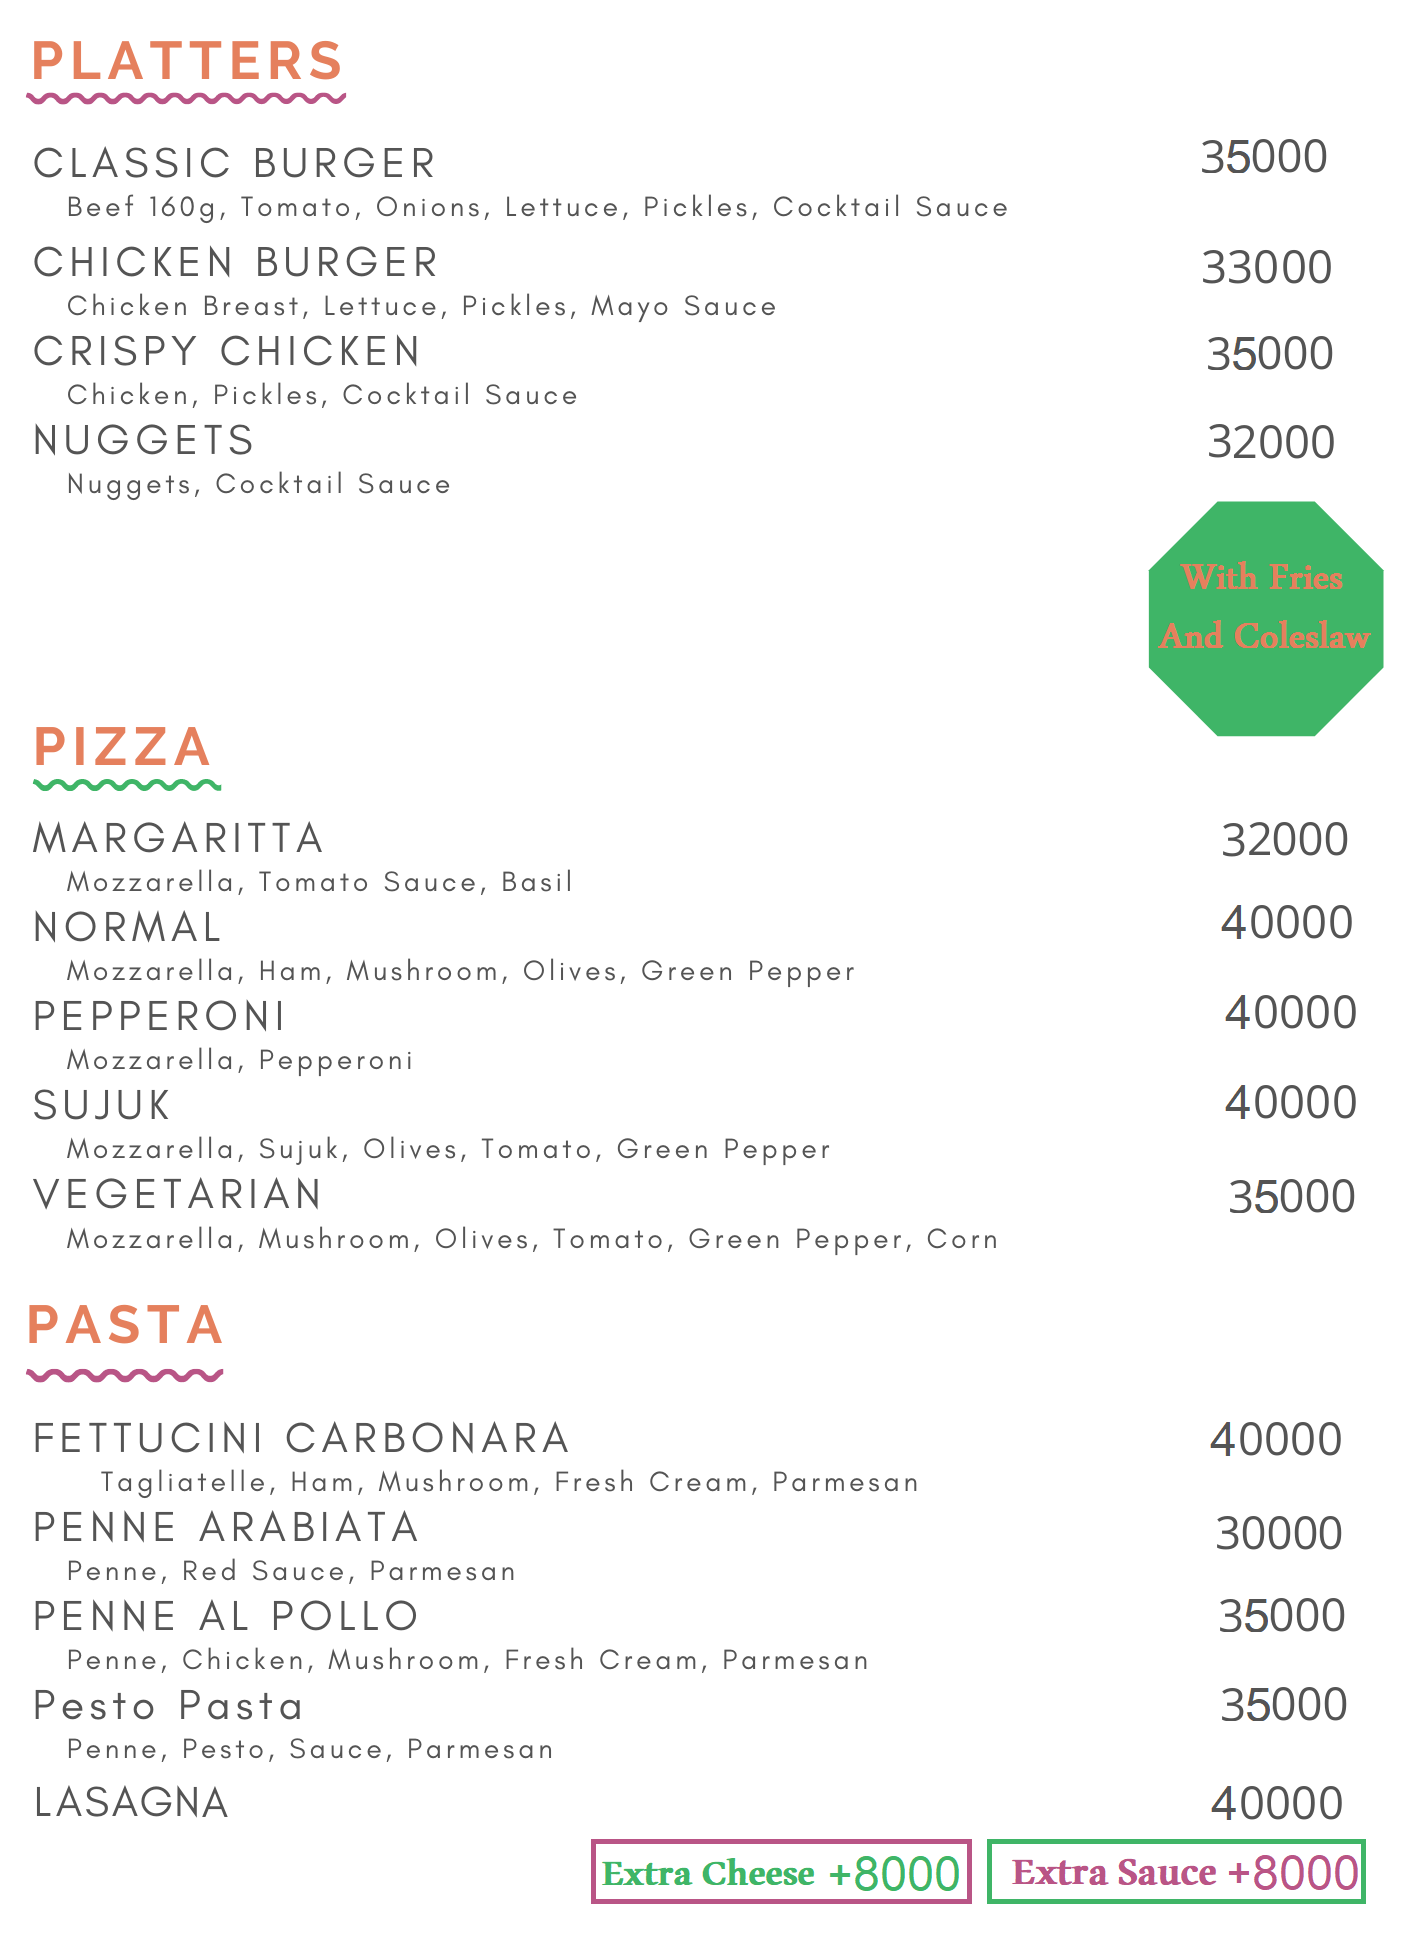 PLATTERS
CLASSIC BURGER 35000
Beef 160g, Tomato, Onions, Lettuce, Pickles, Cocktail Sauce
CHICKEN BURGER 33000
Chicken Breast, Lettuce, Pickles, Mayo Sauce
CRISPY CHICKEN 35000
Chicken, Pickles, Cocktail Sauce
NUGGETS 32000
Nuggets, Cocktail Sauce
With Fries
And Coleslaw
PIZZA
MARGARITTA 32000
Mozzarella, Tomato Sauce, Basil
NORMAL 40000
Mozzarella, Ham, Mushroom, Olives, Green Pepper
PEPPERONI 40000
Mozzarella, Pepperoni
SUJUK 40000
Mozzarella, Sujuk, Olives, Tomato, Green Pepper
VEGETARIAN 35000
Mozzarella, Mushroom, Olives, Tomato, Green Pepper, Corn
PASTA
FETTUCINI CARBONARA 40000
Tagliatelle, Ham, Mushroom, Fresh Cream, Parmesan
PENNE ARABIATA 30000
Penne, Red Sauce, Parmesan
PENNE AL POLLO 35000
Penne, Chicken, Mushroom, Fresh Cream, Parmesan
Pesto Pasta 35000
Penne, Pesto, Sauce, Parmesan
LASAGNA 40000
Extra Cheese +8000 Extra Sauce +8000